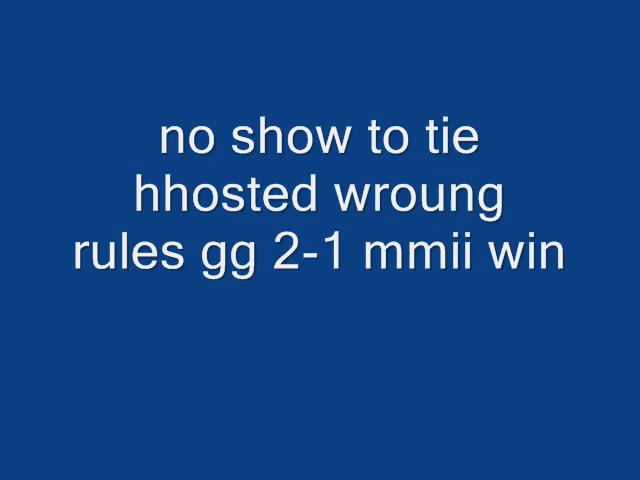 no show to tie
hhosted wroung
rules gg 2-1 mmii win